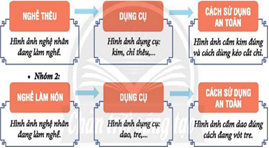 NGHỀ THÊU
DỤNG CỤ
CÁCH SỬ DỤNG
AN TOÀN
Hình ảnh nghệ nhân
đang làm nghề.
Hình ảnh dụng cụ:
kim, chỉ thêu,...
Hình ảnh cầm kim đúng
và cách dùng kéo cắt chỉ.
• Nhóm 2:
NGHỀ LÀM NÓN
DỤNG CỤ
CÁCH SỬ DỤNG
AN TOÀN
Hình ảnh nghệ nhân
đang làm nghề.
Hình ảnh dụng cụ:
dao, tre,...
Hình ảnh cầm dao đúng
cách đang vót tre.